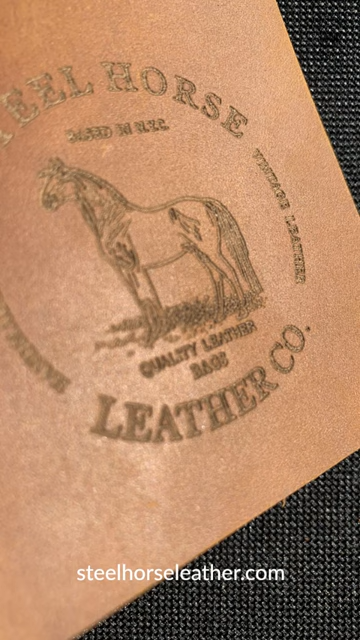 EEL HORSE
BASED IN N.Y.C.
VINTAGE LEATHER
QUALITY LEATHER
BAGS
LEATHER CO.
steelhorseleather.com